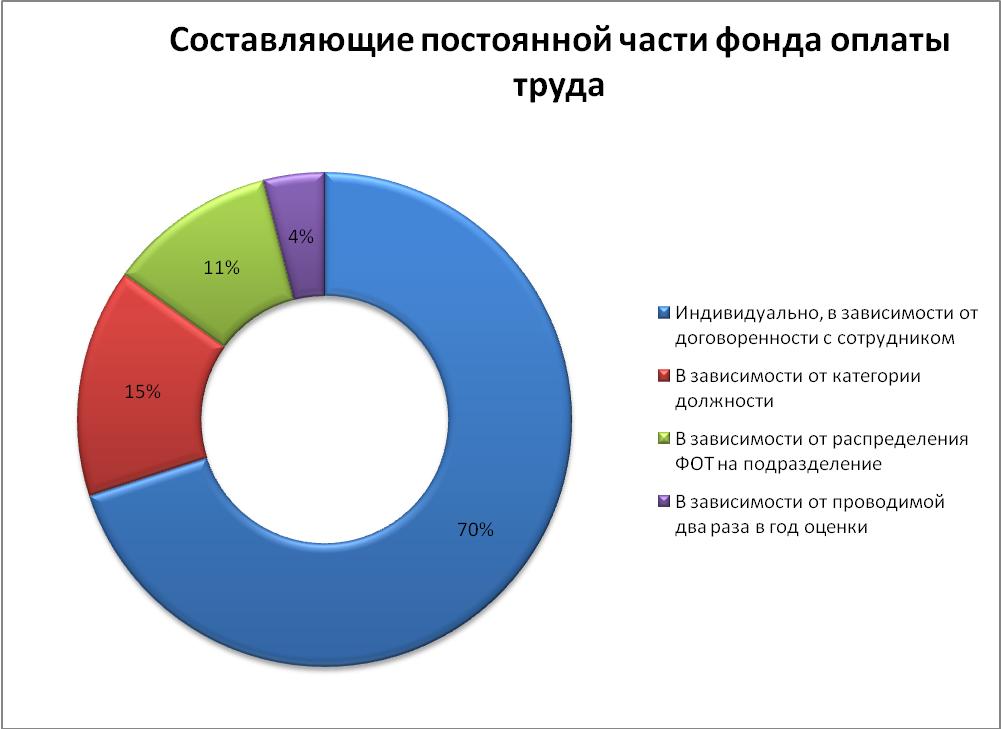 Составляющие постоянной части фонда оплаты
труда
4%
11%
15%
70%
Индивидуально, в зависимости от
договоренности с сотрудником
В зависимости от категории
должности
В зависимости от распределения
ФОТ на подразделение
В зависимости от проводимой
два раза в год оценки